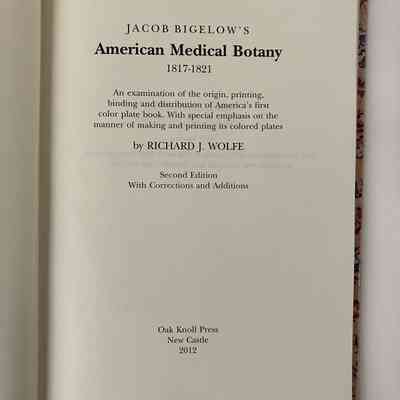 JACOB BIGELOW'S
American Medical Botany
1817-1821
An examination of the origin, printing,
binding and distribution of America's first
color plate book. With special emphasis on the
manner of making and printing its colored plates
by RICHARD J. WOLFE
Second Edition
With Corrections and Additions
Oak Knoll Press
New Castle
2012